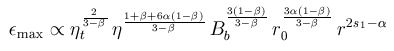 $\epsilon_{\max} \propto \eta_t^{\frac{2}{3-\beta}} \eta^{\frac{1+\beta+6\alpha(1-\beta)}{3-\beta}} B_b^{\frac{3(1-\beta)}{3-\beta}} r_0^{\frac{3\alpha(1-\beta)}{3-\beta}} r^{2s_1-\alpha}$